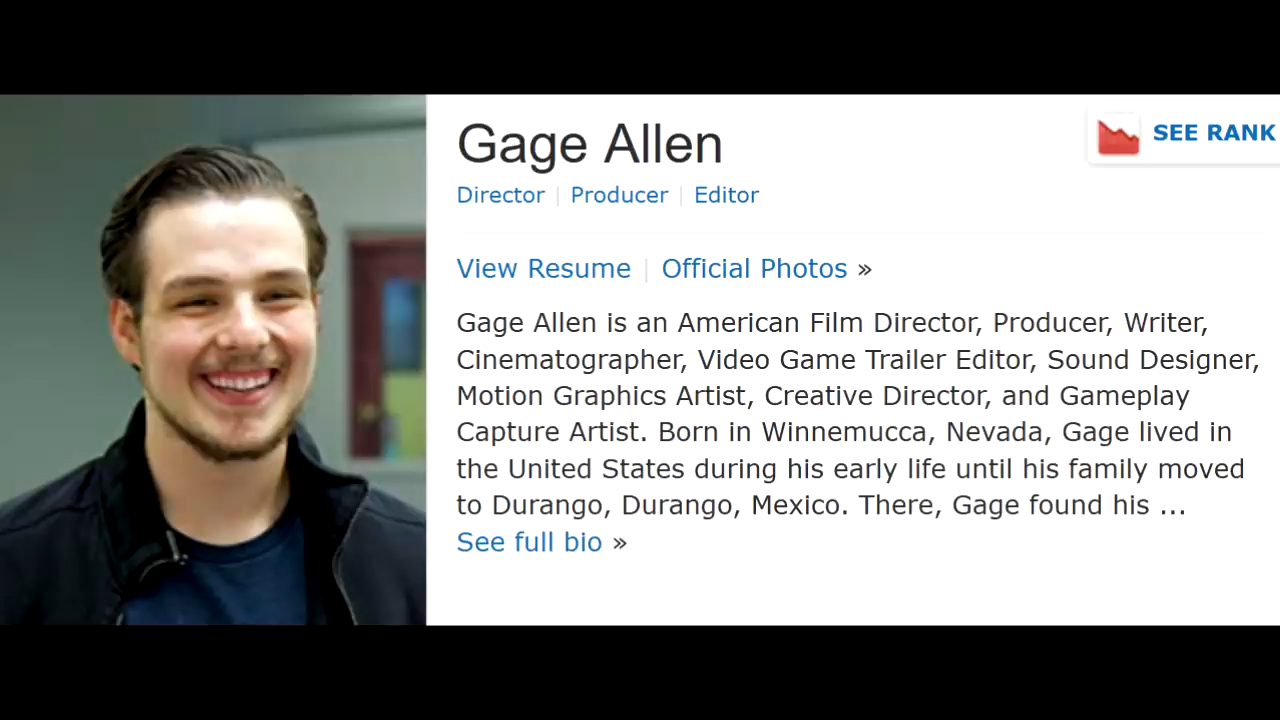 Gage Allen
SEE RANK
Director | Producer | Editor
View Resume | Official Photos »
Gage Allen is an American Film Director, Producer, Writer,
Cinematographer, Video Game Trailer Editor, Sound Designer,
Motion Graphics Artist, Creative Director, and Gameplay
Capture Artist. Born in Winnemucca, Nevada, Gage lived in
the United States during his early life until his family moved
to Durango, Durango, Mexico. There, Gage found his ...
See full bio »